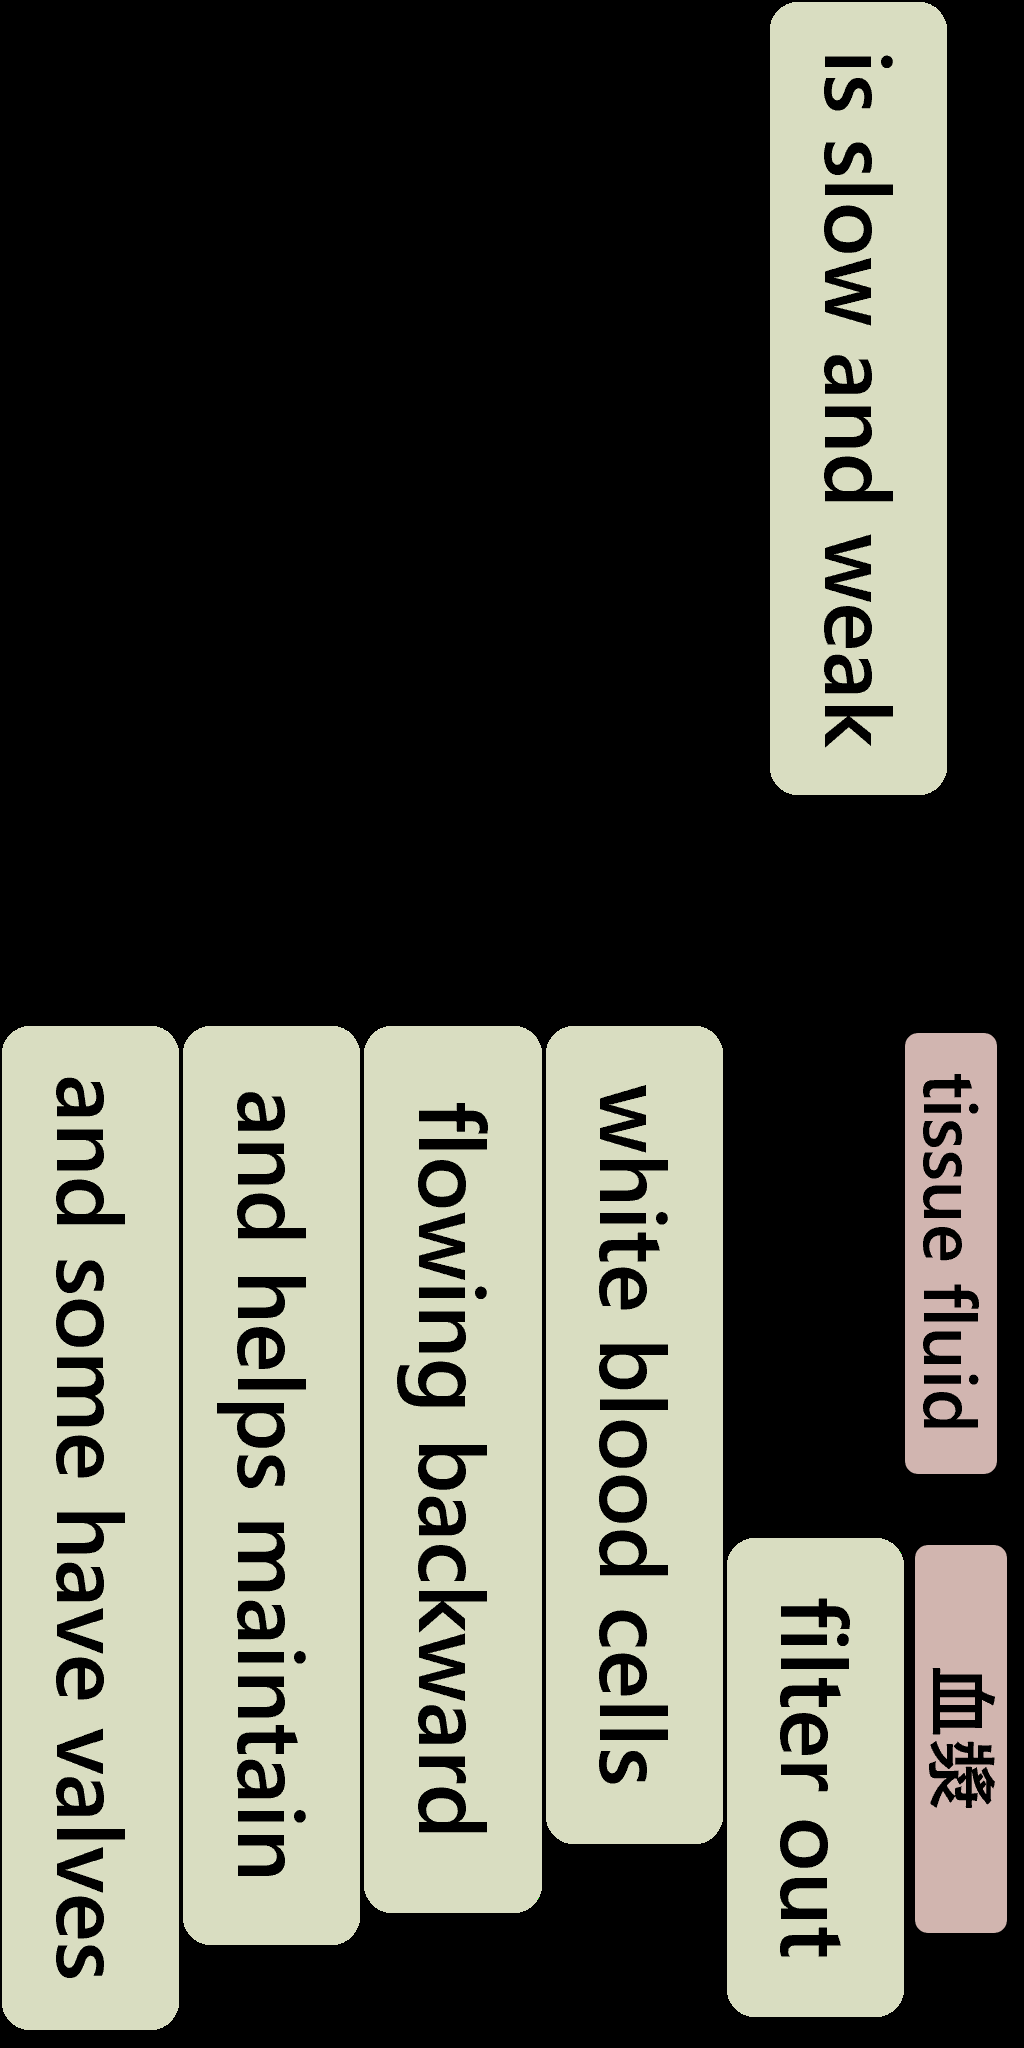 is slow and weak
tissue fluid
血漿
filter out
white blood cells
flowing backward
and helps maintain
and some have valves